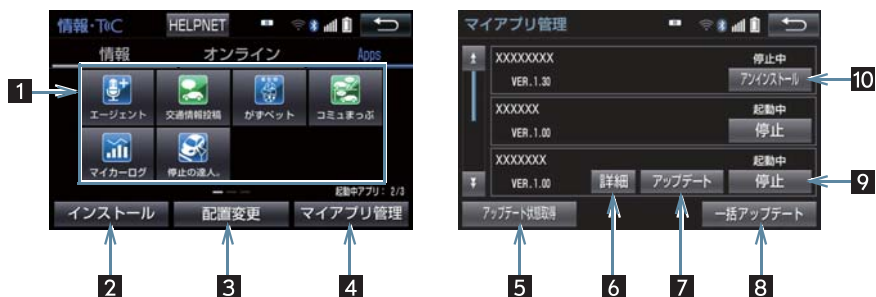 情報・TCC HELPNET
情報 オンライン Apps
エージェント 交通情報投稿 がずぺット コミュまっぷ
マイカーログ 停止の達人。
起動中アプリ: 2/3
インストール 配置変更 マイアプリ管理
1
2 3 4
マイアプリ管理
XXXXXXXX 停止中
VER.1.30 アンインストール
XXXXXX 起動中
VER.1.00 停止
XXXXXXX 起動中
VER.1.00 詳細 アップデート 停止
アップデート状態取得 一括アップデート
10
9
5 6 7 8